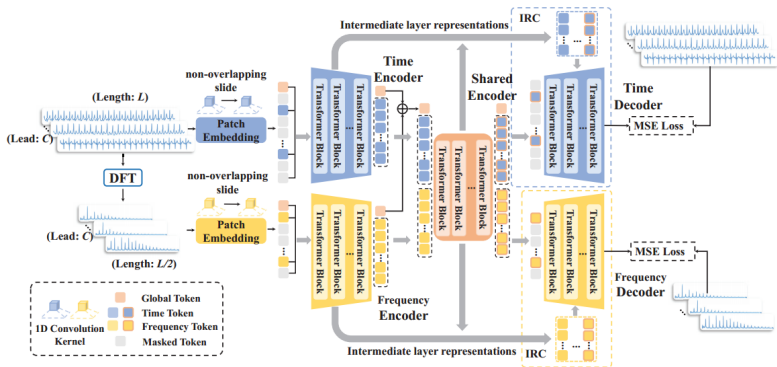 Intermediate layer representations
IRC
Time
Encoder
Shared
Encoder
Time
Decoder
non-overlapping
slide
(Length: L)
(Lead: C)
Patch
Embedding
Transformer Block
Transformer Block
...
Transformer Block
Transformer Block
Transformer Block
...
Transformer Block
MSE Loss
DFT
Transformer Block
Transformer Block
...
Transformer Block
non-overlapping
slide
(Lead: C)
(Length: L/2)
Patch
Embedding
Transformer Block
Transformer Block
...
Transformer Block
Transformer Block
Transformer Block
...
Transformer Block
MSE Loss
Frequency
Encoder
Frequency
Decoder
1D Convolution
Kernel
Global Token
Time Token
Frequency Token
Masked Token
Intermediate layer representations
IRC